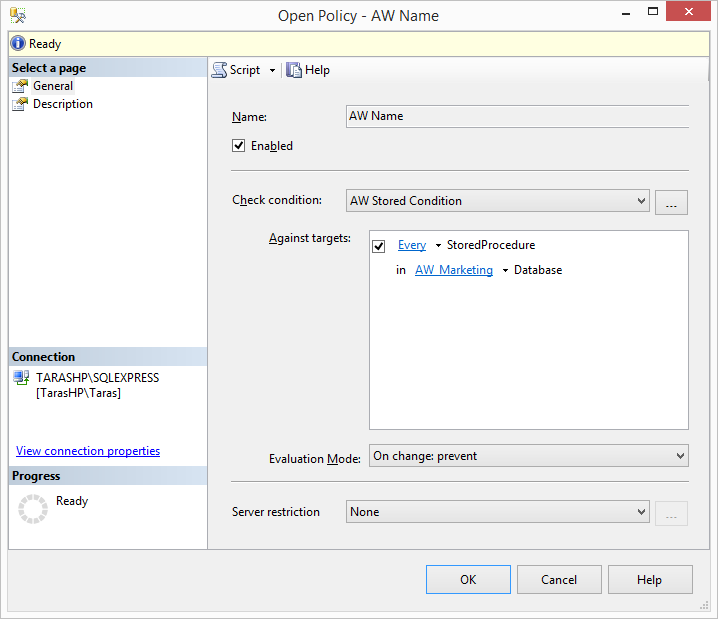 Open Policy - AW Name
Ready
Select a page
General
Description
Script
Help
Name:
AW Name
Enabled
Check condition:
AW Stored Condition
...
Against targets:
Every StoredProcedure
in AW_Marketing Database
Evaluation Mode:
On change: prevent
Server restriction
None
...
Connection
TARASHP\SQLEXPRESS
[TarasHP\Taras]
View connection properties
Progress
Ready
OK
Cancel
Help